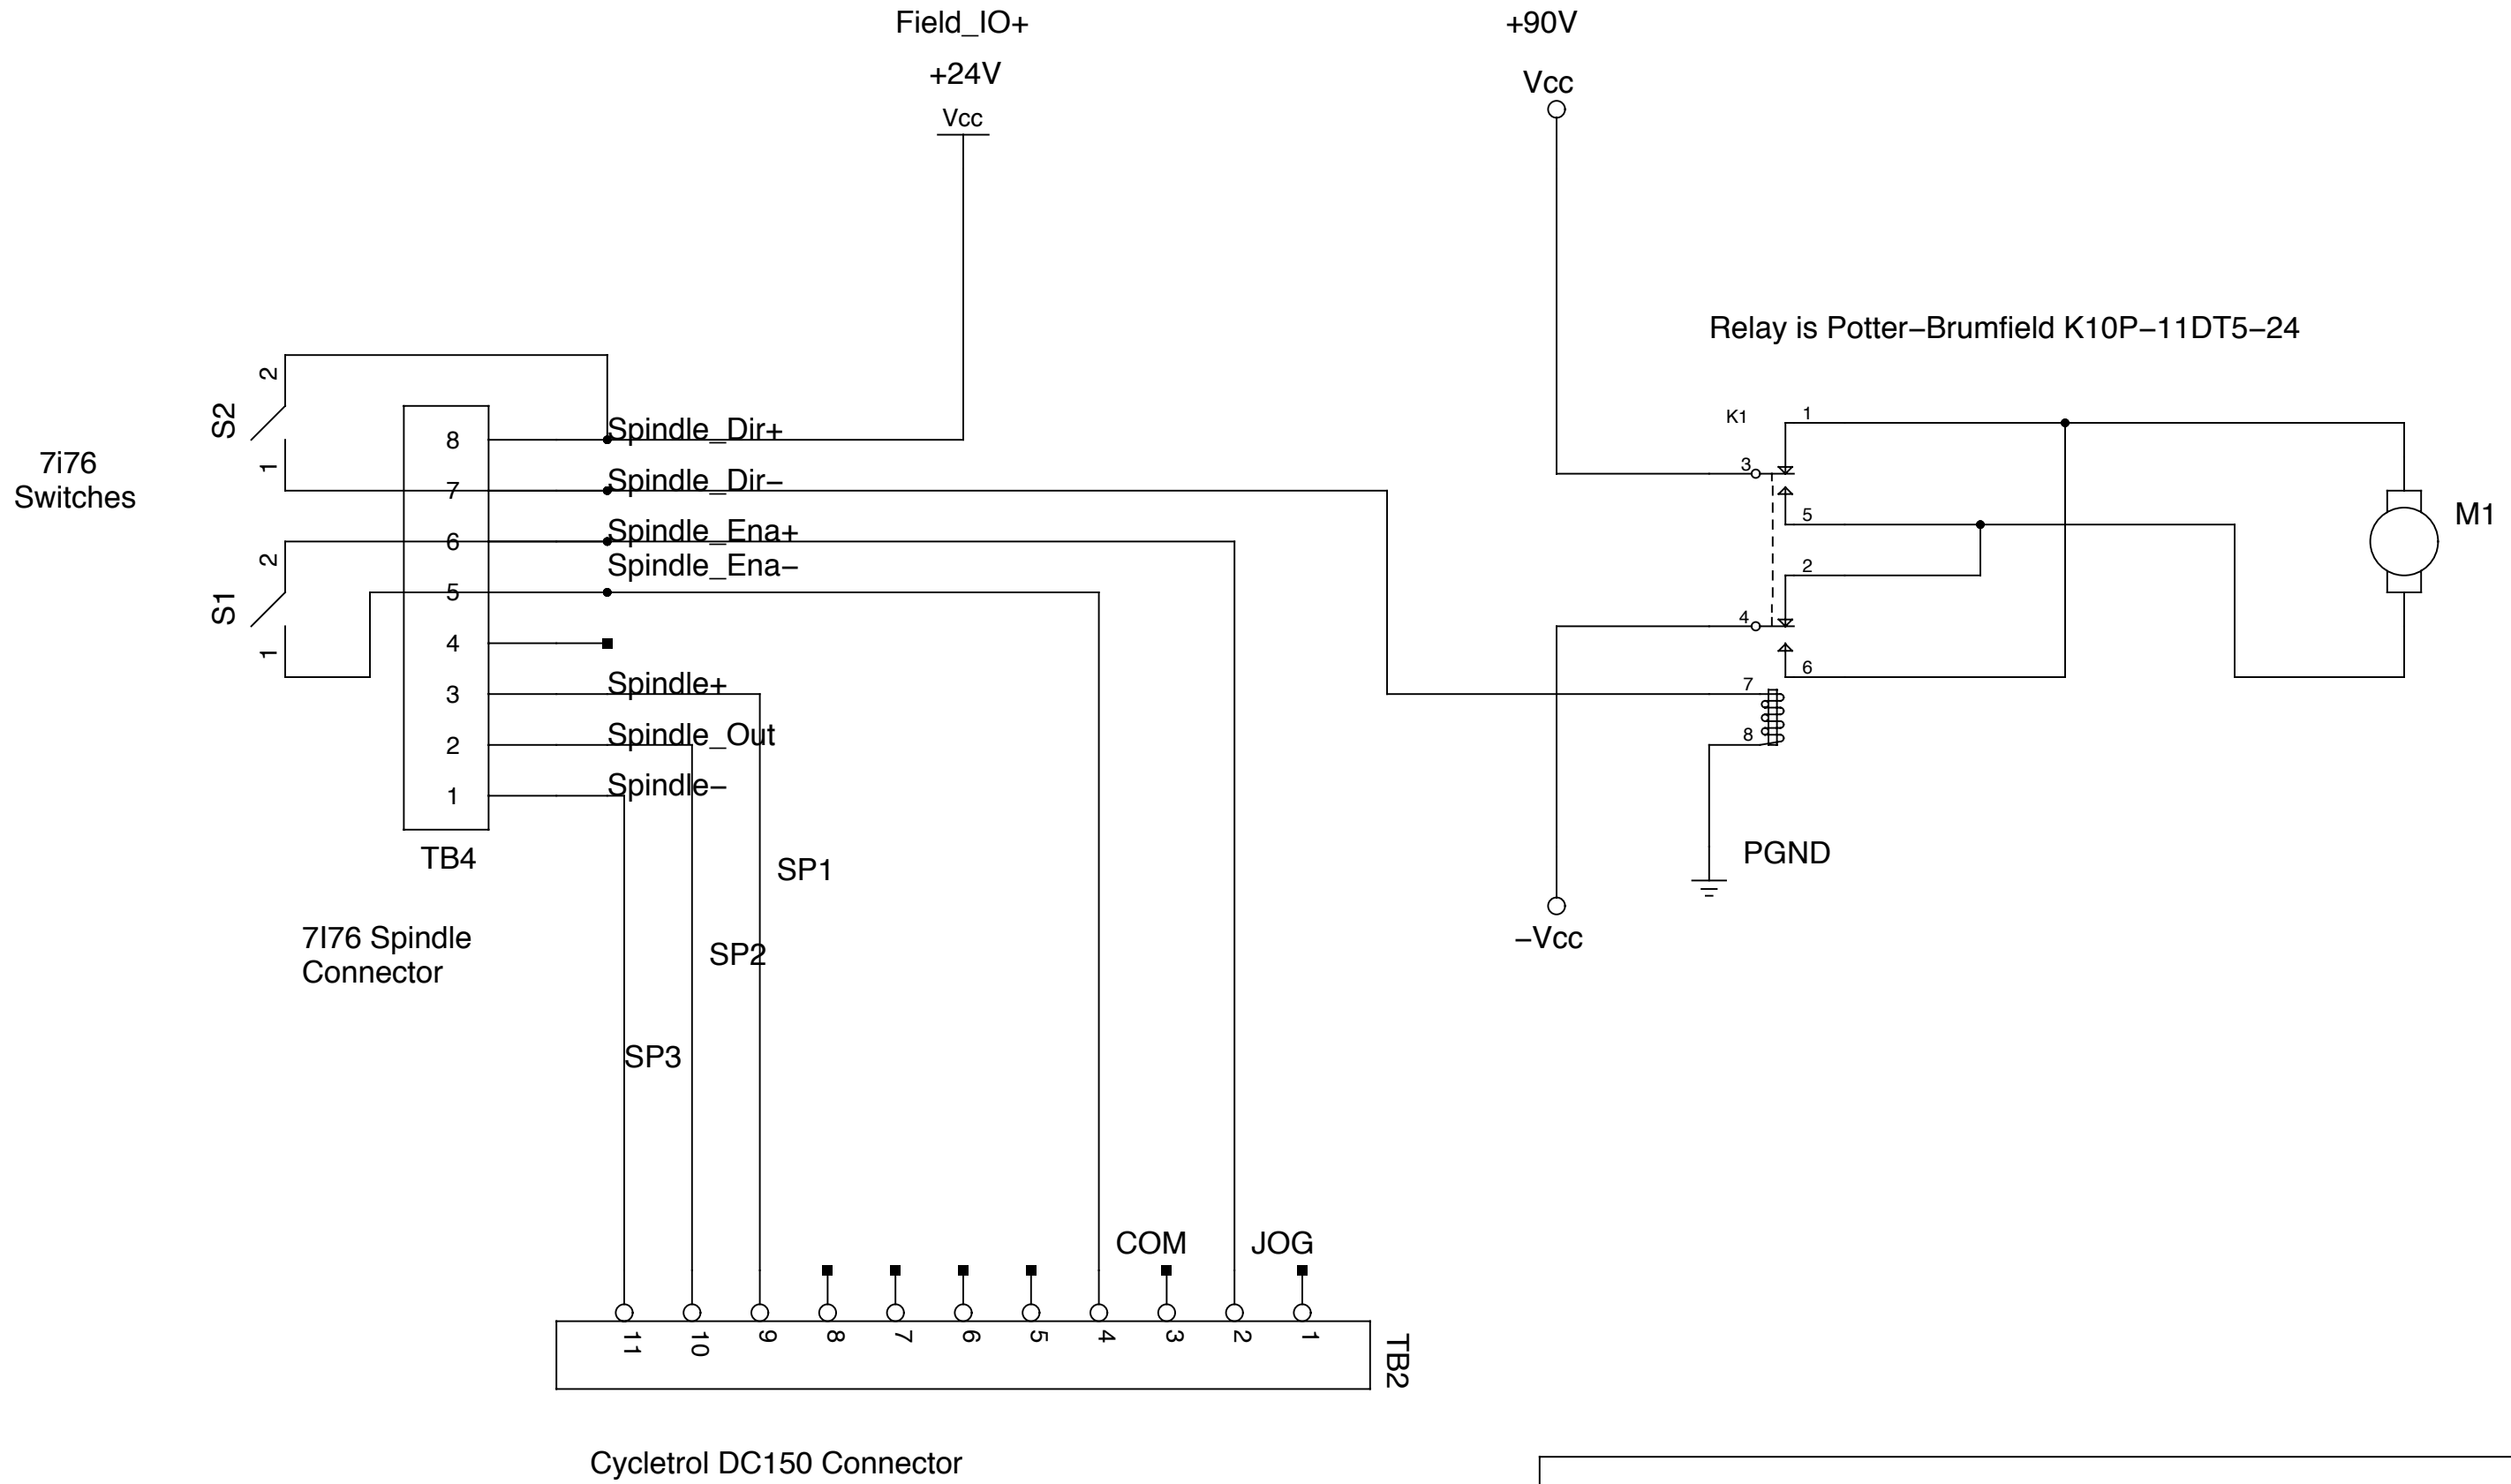 Field_IO+
+24V
Vcc
+90V
Vcc
Relay is Potter−Brumfield K10P−11DT5−24
7i76
Switches
S2
2
1
S1
2
1
8
7
6
5
4
3
2
1
Spindle_Dir+
Spindle_Dir−
Spindle_Ena+
Spindle_Ena−
Spindle+
Spindle_Out
Spindle−
TB4
7I76 Spindle
Connector
SP1
SP2
SP3
K1
1
3
5
2
4
6
7
8
M1
PGND
−Vcc
COM
JOG
11
10
9
8
7
6
5
4
3
2
1
TB2
Cycletrol DC150 Connector